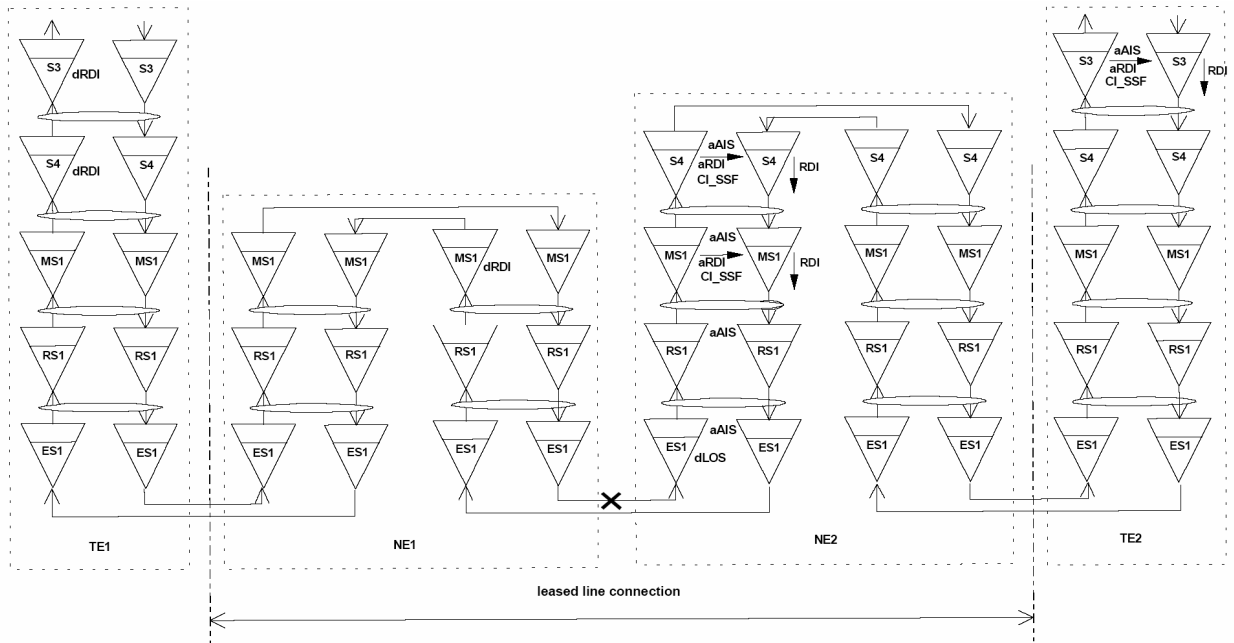 S3
dRDI
S3
S4
dRDI
S4
MS1
MS1
RS1
RS1
ES1
ES1
TE1
MS1
MS1
MS1
dRDI
MS1
RS1
RS1
RS1
RS1
ES1
ES1
ES1
ES1
NE1
S4
aAIS
aRDI
CI_SSF
S4
RDI
S4
S4
MS1
aAIS
aRDI
CI_SSF
MS1
RDI
MS1
MS1
RS1
aAIS
RS1
RS1
RS1
ES1
aAIS
dLOS
ES1
ES1
ES1
NE2
S3
aAIS
aRDI
CI_SSF
S3
RDI
S4
S4
MS1
MS1
RS1
RS1
ES1
ES1
TE2
leased line connection